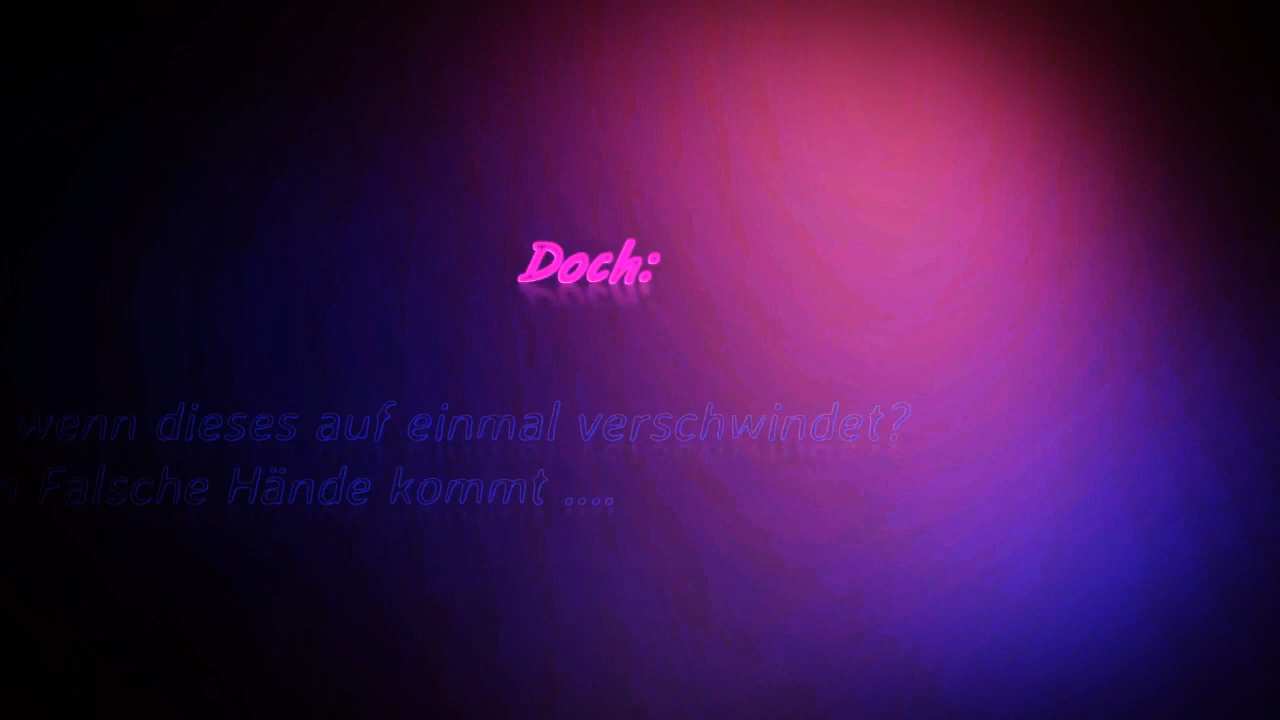 Doch:
wenn dieses auf einmal verschwindet?
Falsche Hände kommt ....